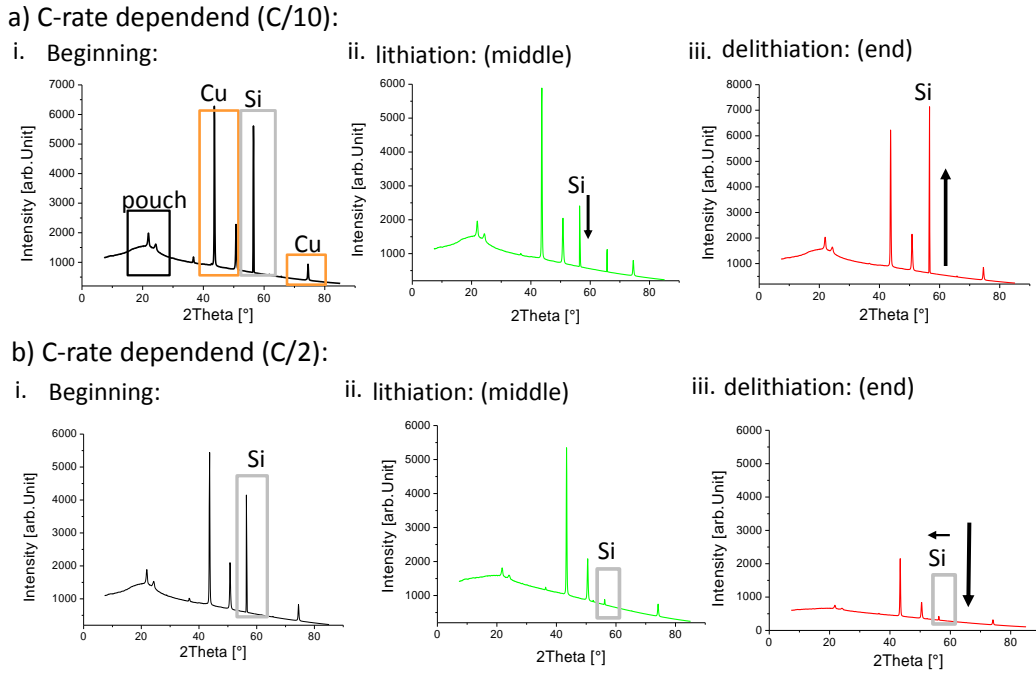 a) C-rate dependend (C/10):
i. Beginning:
ii. lithiation: (middle)
iii. delithiation: (end)
7000
6000
5000
4000
3000
2000
1000
0 20 40 60 80
Intensity [arb.Unit]
2Theta [°]
pouch
Cu
Si
Cu
6000
5000
4000
3000
2000
1000
0 20 40 60 80
Intensity [arb.Unit]
2Theta [°]
Si
8000
7000
6000
5000
4000
3000
2000
1000
0 20 40 60 80
Intensity [arb.Unit]
2Theta [°]
Si
b) C-rate dependend (C/2):
i. Beginning:
ii. lithiation: (middle)
iii. delithiation: (end)
6000
5000
4000
3000
2000
1000
0 20 40 60 80
Intensity [arb.Unit]
2Theta [°]
Si
6000
5000
4000
3000
2000
1000
0 20 40 60 80
Intensity [arb.Unit]
2Theta [°]
Si
6000
5000
4000
3000
2000
1000
0
0 20 40 60 80
Intensity [arb.Unit]
2Theta [°]
Si